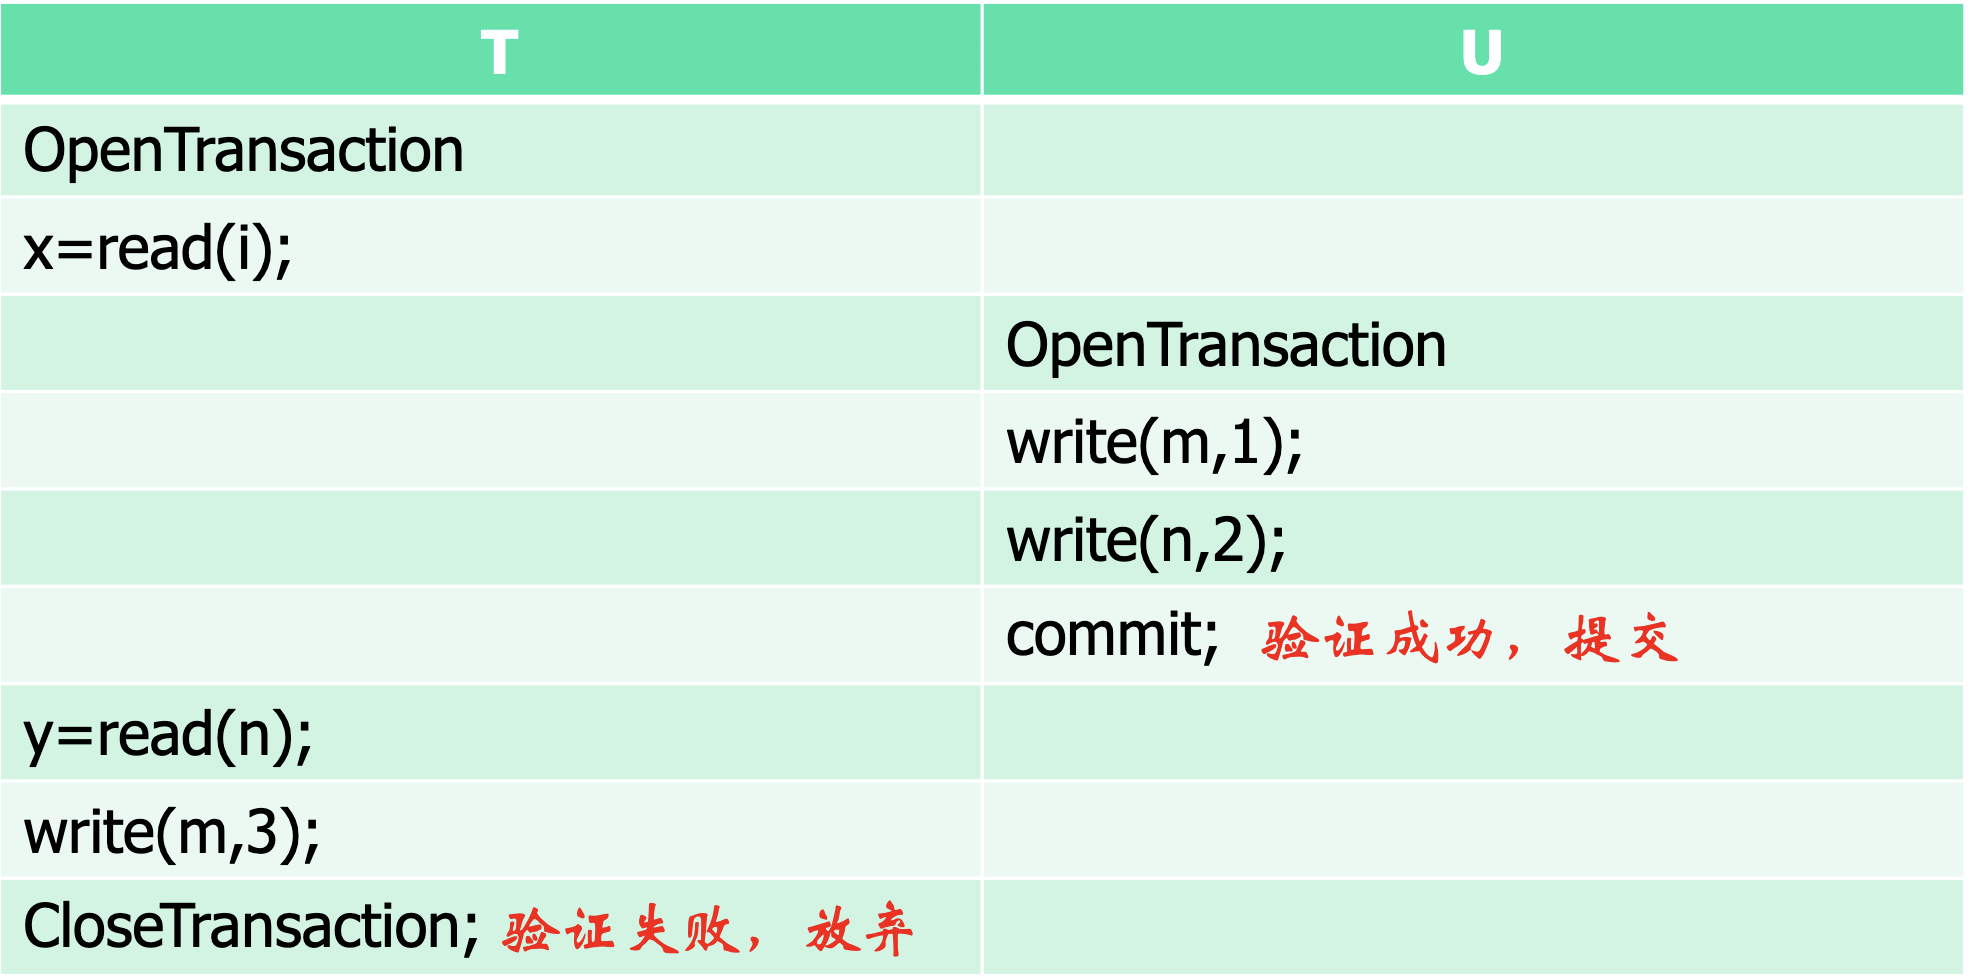 T U
OpenTransaction
x=read(i);
OpenTransaction
write(m,1);
write(n,2);
commit; 验证成功，提交
y=read(n);
write(m,3);
CloseTransaction; 验证失败，放弃